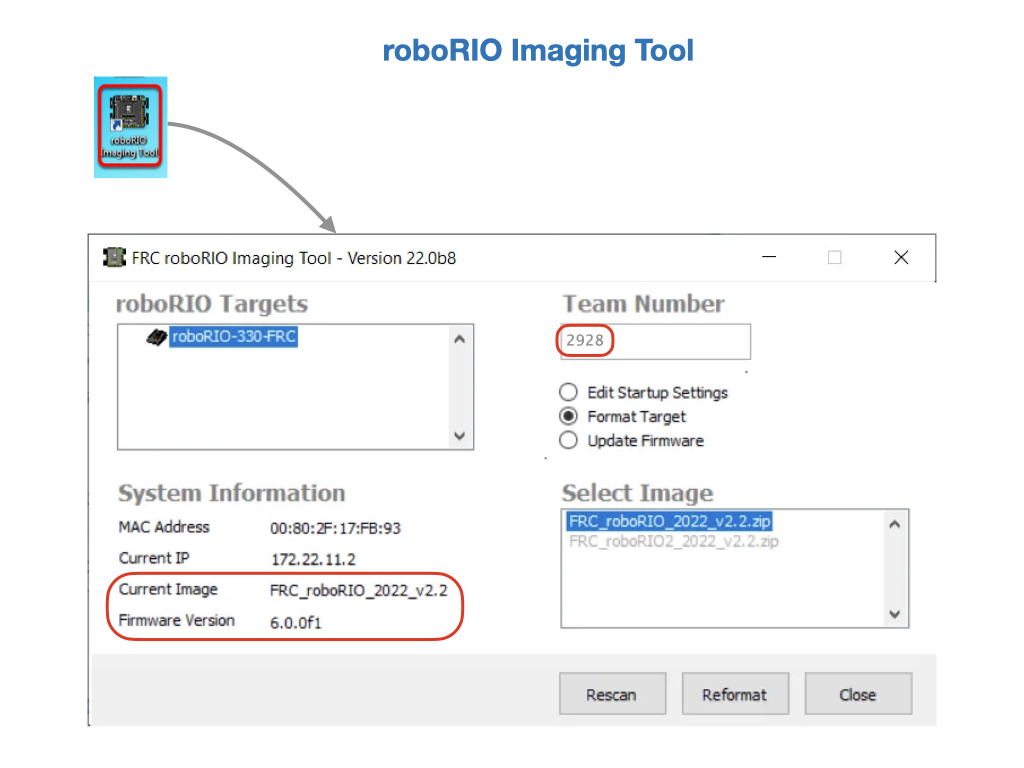 roboRIO Imaging Tool
roboRIO
Imaging Tool
FRC roboRIO Imaging Tool - Version 22.0b8
roboRIO Targets
roboRIO-330-FRC
Team Number
2928
Edit Startup Settings
Format Target
Update Firmware
System Information
MAC Address 00:80:2F:17:FB:93
Current IP 172.22.11.2
Current Image FRC_roboRIO_2022_v2.2
Firmware Version 6.0.0f1
Select Image
FRC_roboRIO_2022_v2.2.zip
FRC_roboRIO2_2022_v2.2.zip
Rescan Reformat Close